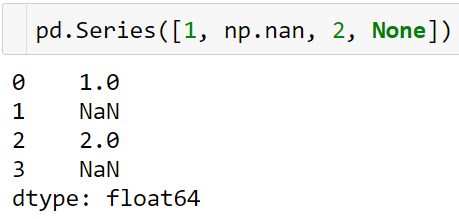 pd.Series([1, np.nan, 2, None])
0    1.0
1    NaN
2    2.0
3    NaN
dtype: float64